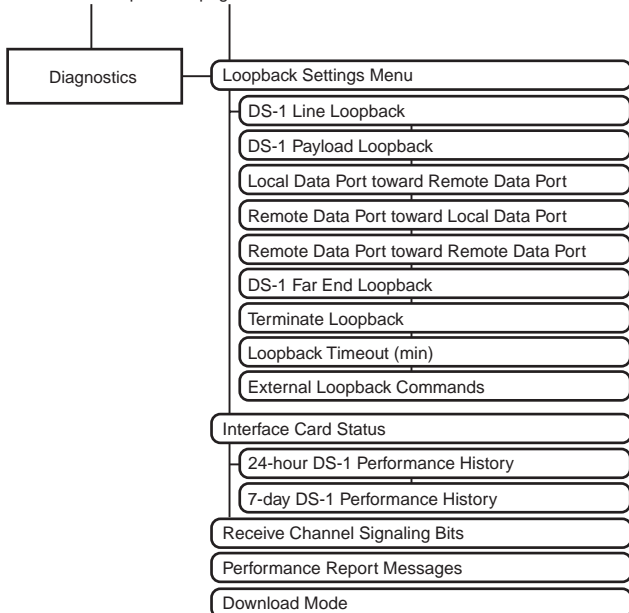 Diagnostics
Loopback Settings Menu
DS-1 Line Loopback
DS-1 Payload Loopback
Local Data Port toward Remote Data Port
Remote Data Port toward Local Data Port
Remote Data Port toward Remote Data Port
DS-1 Far End Loopback
Terminate Loopback
Loopback Timeout (min)
External Loopback Commands
Interface Card Status
24-hour DS-1 Performance History
7-day DS-1 Performance History
Receive Channel Signaling Bits
Performance Report Messages
Download Mode